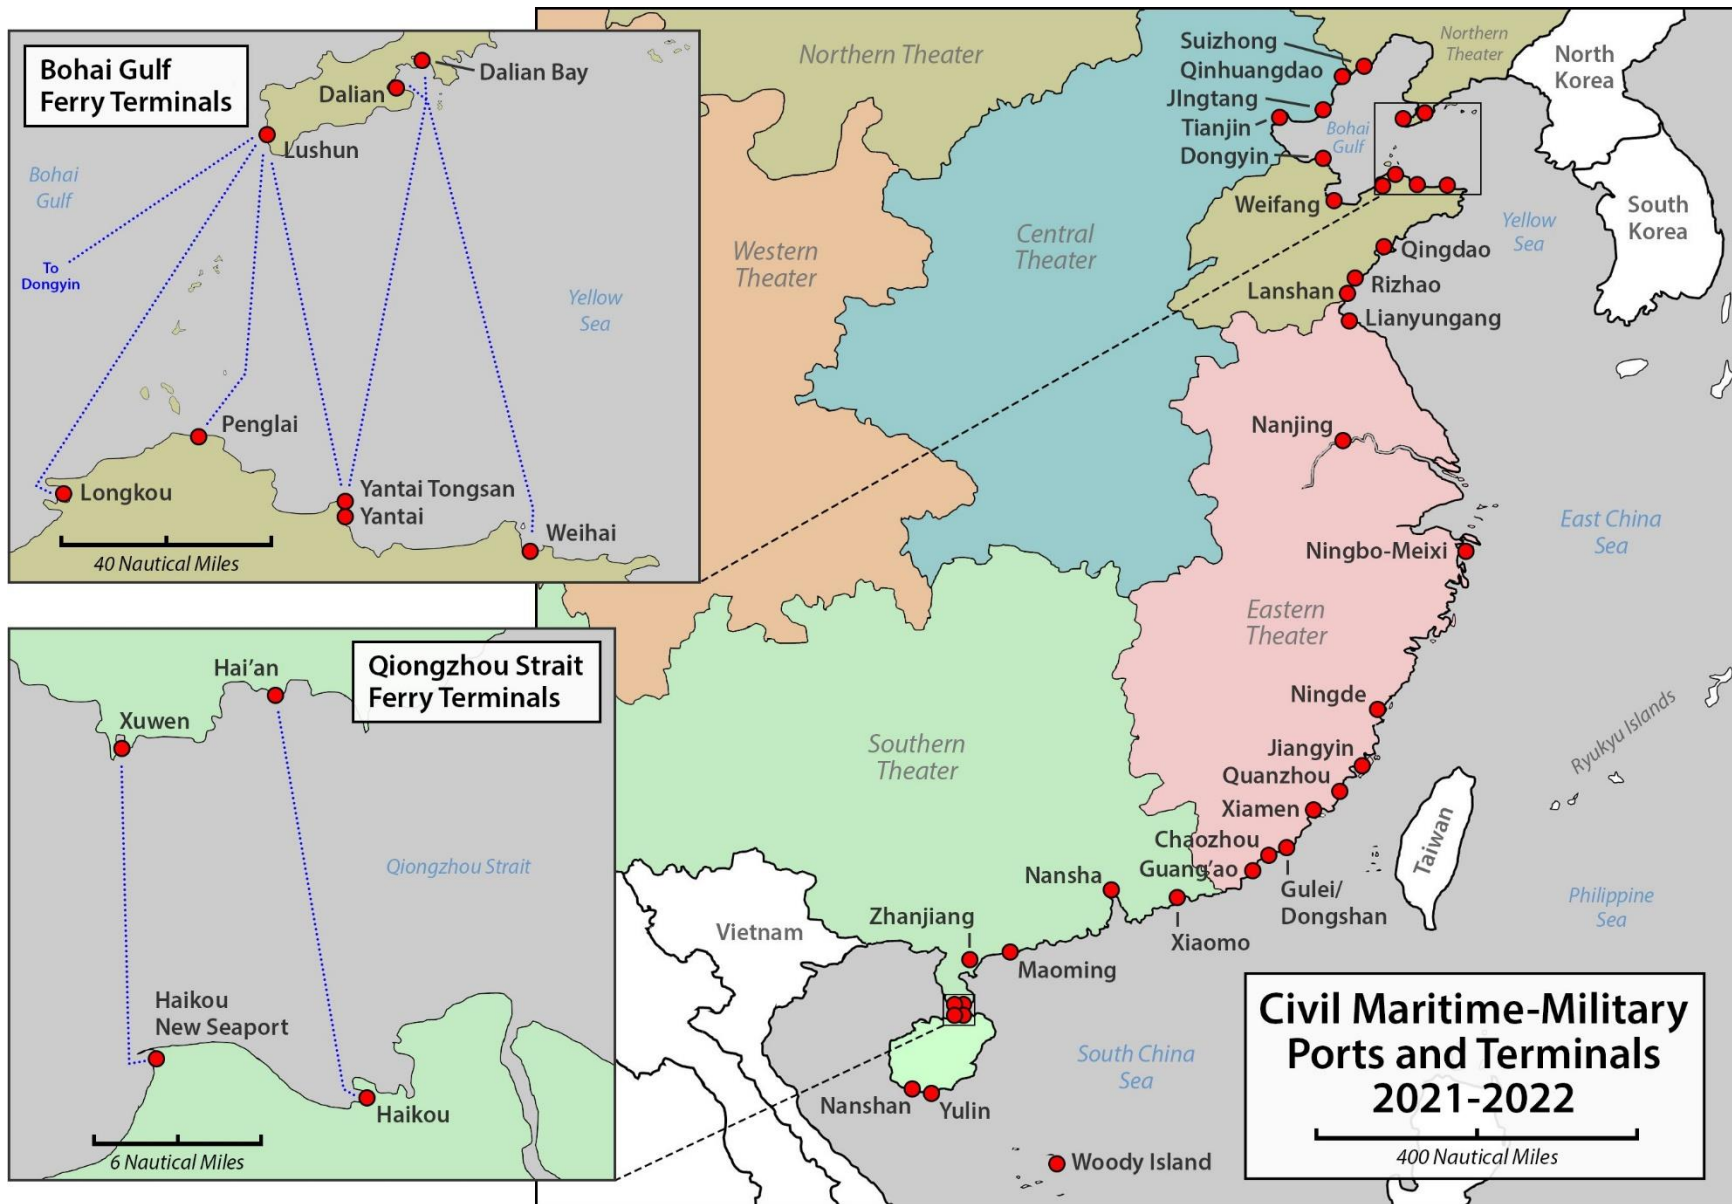 Bohai Gulf
Ferry Terminals
Dalian Bay
Dalian
Lushun
Bohai
Gulf
To
Dongyin
Yellow
Sea
Penglai
Longkou
Yantai Tongsan
Yantai
Weihai
40 Nautical Miles
Qiongzhou Strait
Ferry Terminals
Hai'an
Xuwen
Qiongzhou Strait
Haikou
New Seaport
Haikou
6 Nautical Miles
Northern Theater
Northern
Theater
Suizhong
Qinhuangdao
JIngtang
Tianjin
Dongyin
Bohai
Gulf
North
Korea
South
Korea
Weifang
Yellow
Sea
Western
Theater
Central
Theater
Qingdao
Rizhao
Lanshan
Lianyungang
Nanjing
East China
Sea
Ningbo-Meixi
Eastern
Theater
Ningde
Jiangyin
Quanzhou
Xiamen
Chaozhou
Guang'ao
Gulei/
Dongshan
Ryukyu Islands
Taiwan
Philippine
Sea
Southern
Theater
Nansha
Xiaomo
Zhanjiang
Maoming
Vietnam
Nanshan
Yulin
South China
Sea
Woody Island
Civil Maritime-Military
Ports and Terminals
2021-2022
400 Nautical Miles